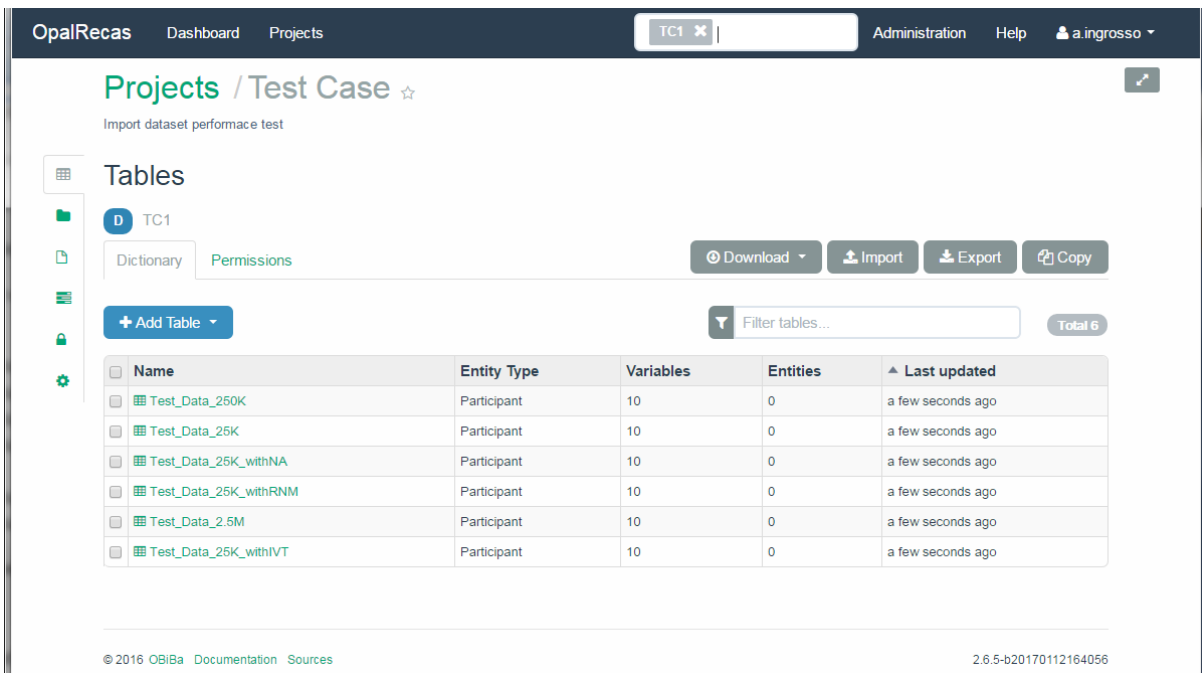 OpalRecas Dashboard Projects TC1 Administration Help a.ingrosso
Projects / Test Case
Import dataset performace test
Tables
D TC1
Dictionary Permissions Download Import Export Copy
Add Table Filter tables... Total 6
Name Entity Type Variables Entities Last updated
Test_Data_250K Participant 10 0 a few seconds ago
Test_Data_25K Participant 10 0 a few seconds ago
Test_Data_25K_withNA Participant 10 0 a few seconds ago
Test_Data_25K_withRNM Participant 10 0 a few seconds ago
Test_Data_2.5M Participant 10 0 a few seconds ago
Test_Data_25K_withIVT Participant 10 0 a few seconds ago
© 2016 OBiBa Documentation Sources 2.6.5-b20170112164056